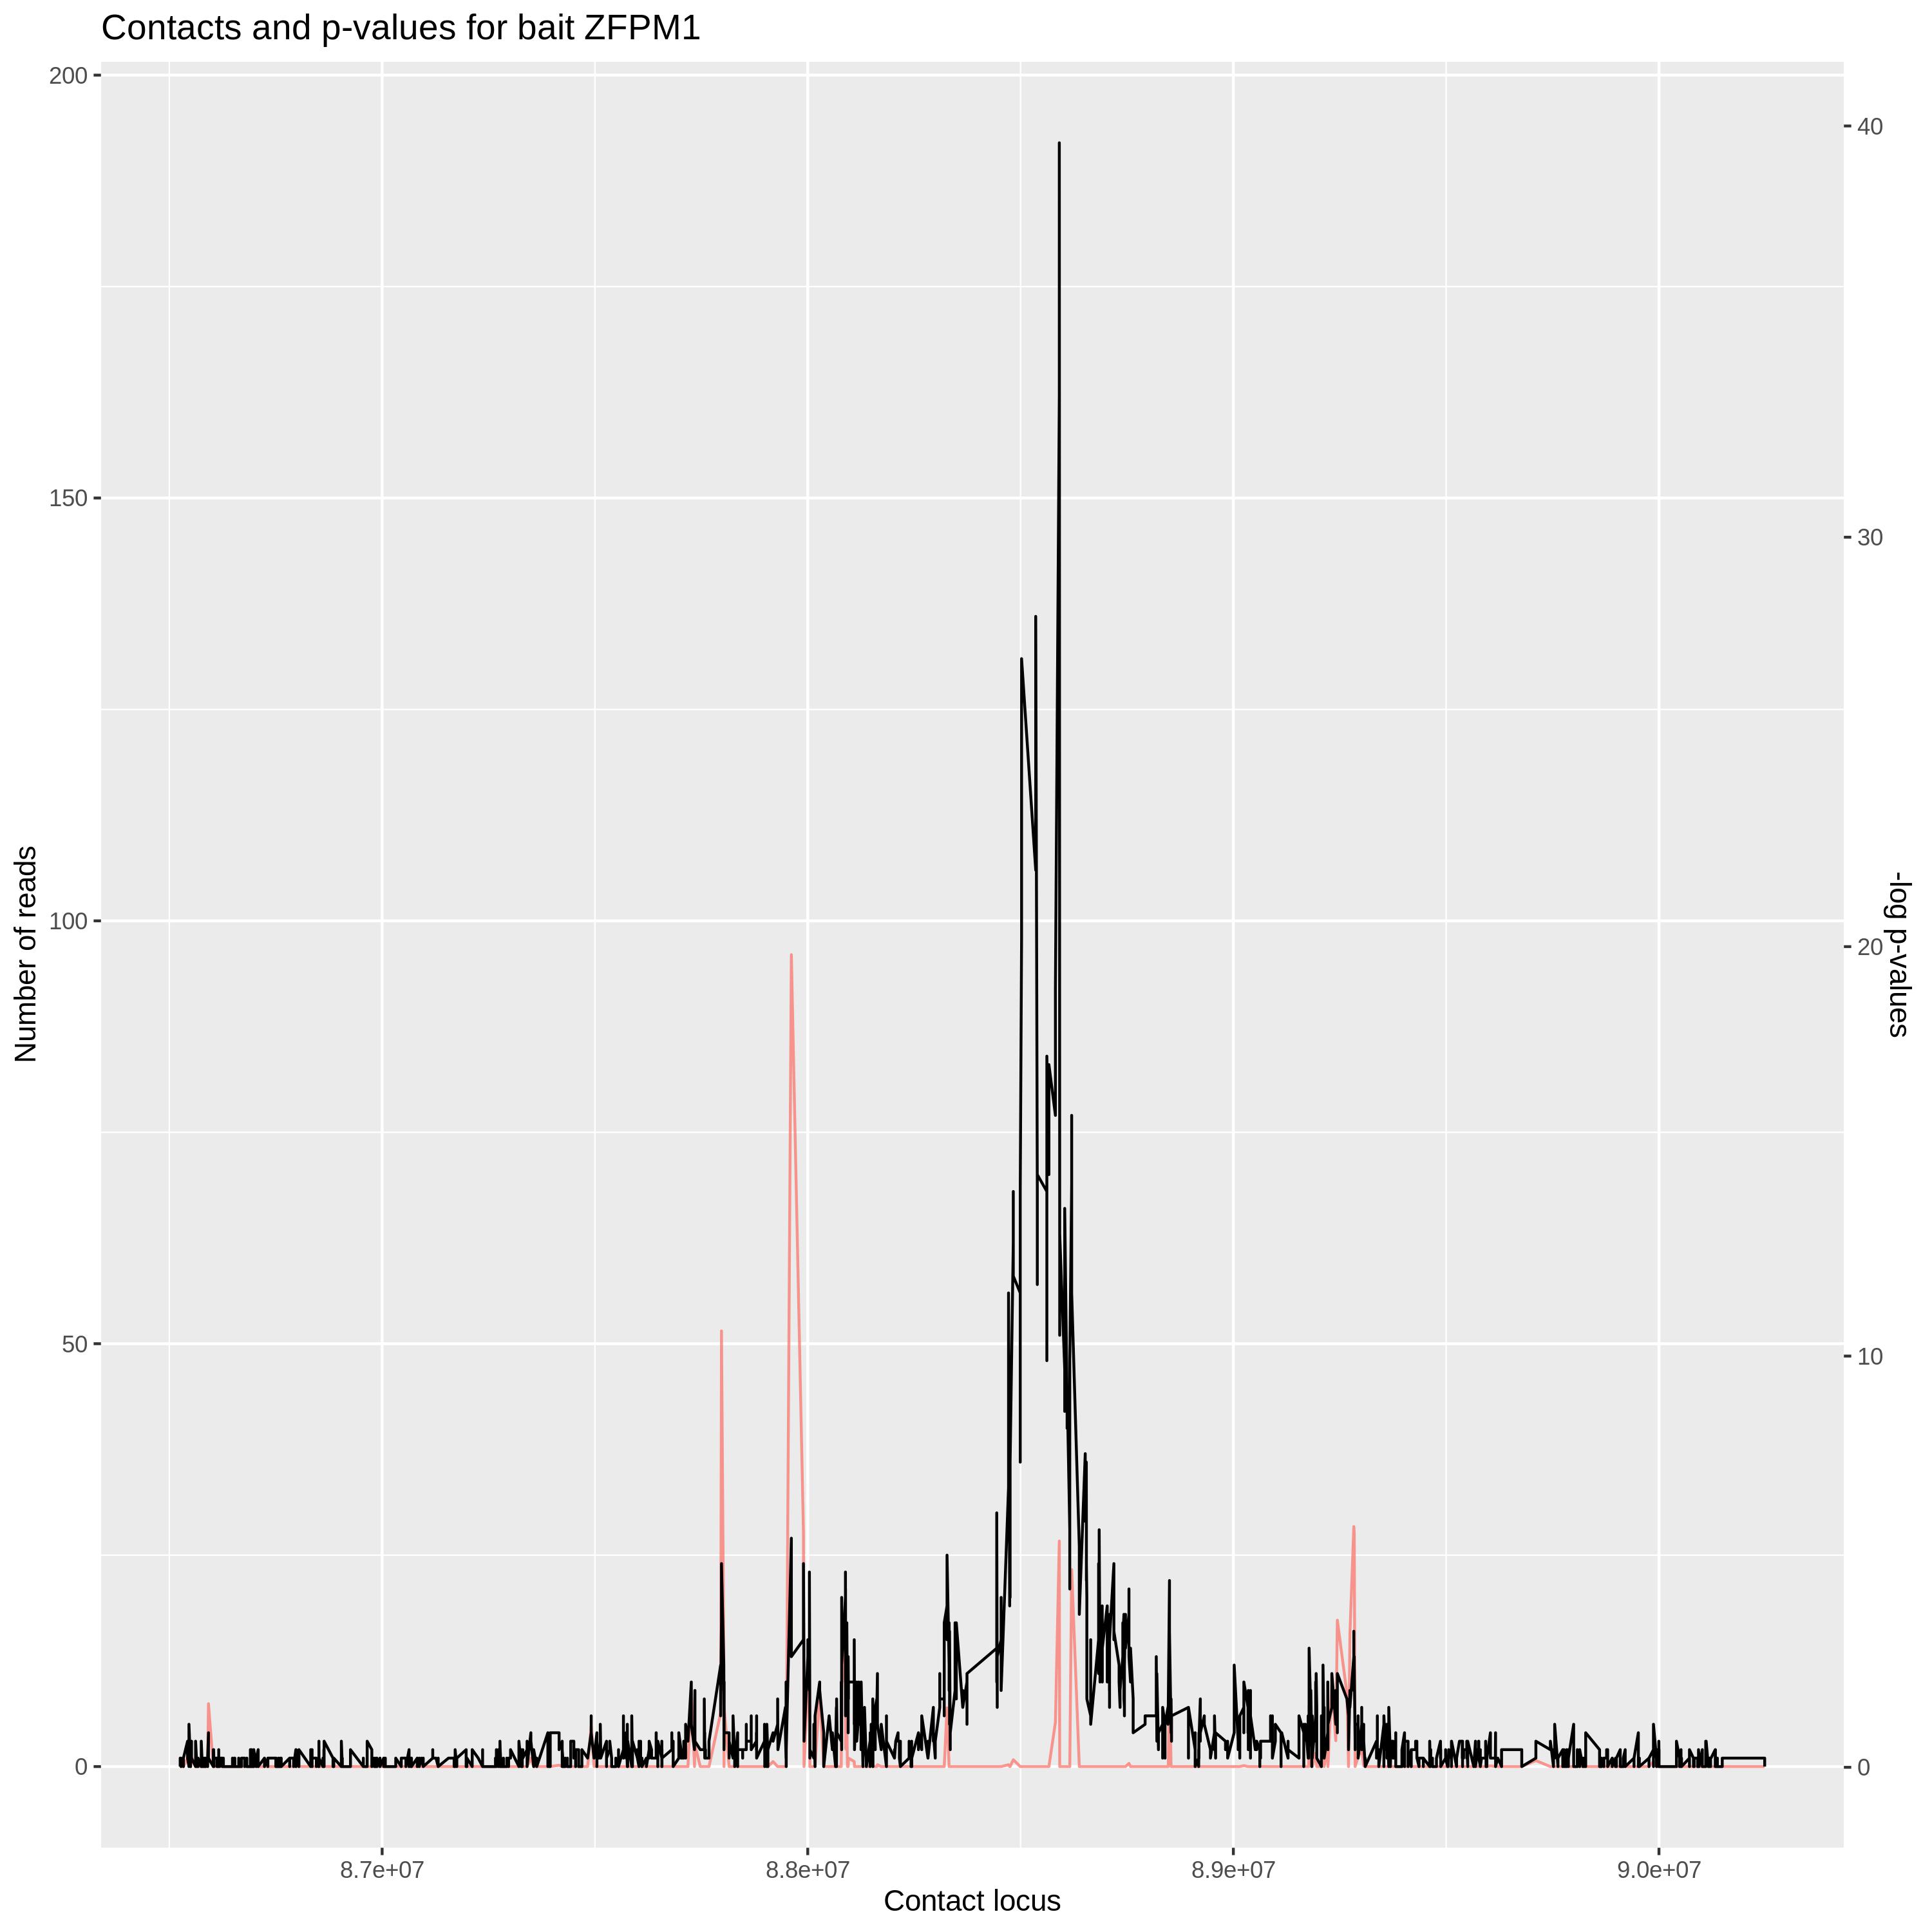 Contacts and p-values for bait ZFPM1
200
150
100
50
0
Number of reads
40
30
20
10
0
-log p-values
8.7e+07
8.8e+07
8.9e+07
9.0e+07
Contact locus